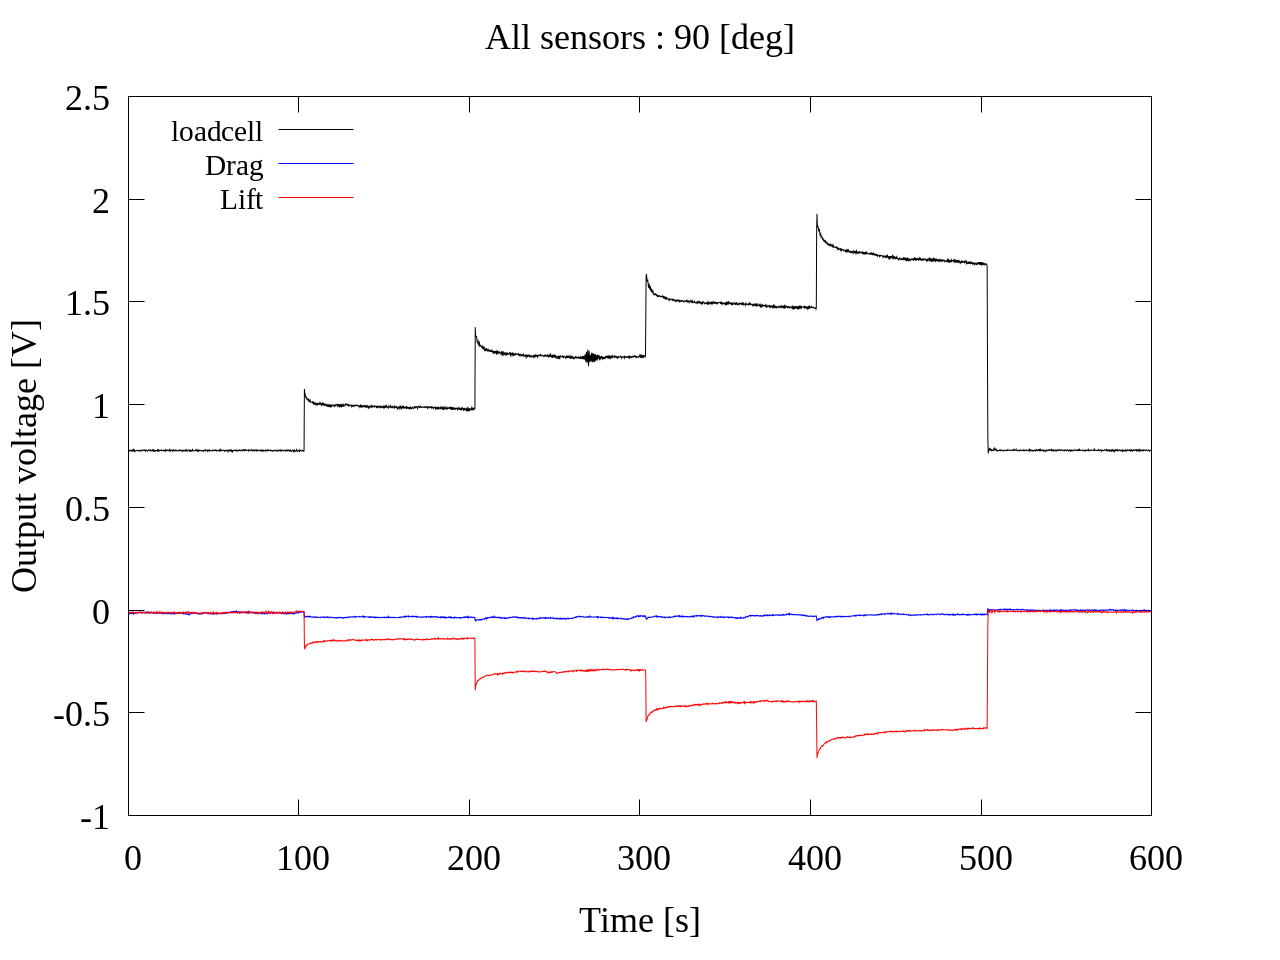 All sensors : 90 [deg]
2.5
loadcell
Drag
Lift
2
1.5
1
0.5
0
-0.5
-1
Output voltage [V]
0 100 200 300 400 500 600
Time [s]